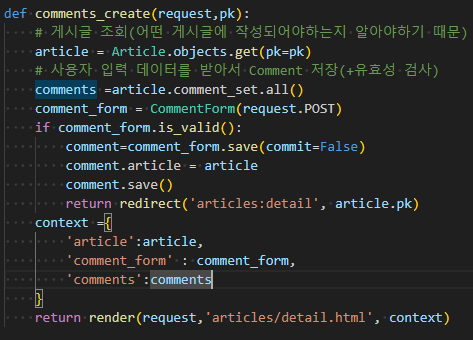 def comments_create(request,pk):
    # 게시글 조회(어떤 게시글에 작성되어야하는지 알아야하기 때문)
    article = Article.objects.get(pk=pk)
    # 사용자 입력 데이터를 받아서 Comment 저장(+유효성 검사)
    comments =article.comment_set.all()
    comment_form = CommentForm(request.POST)
    if comment_form.is_valid():
        comment=comment_form.save(commit=False)
        comment.article = article
        comment.save()
        return redirect('articles:detail', article.pk)
    context ={
        'article':article,
        'comment_form' : comment_form,
        'comments':comments
    }
    return render(request,'articles/detail.html', context)